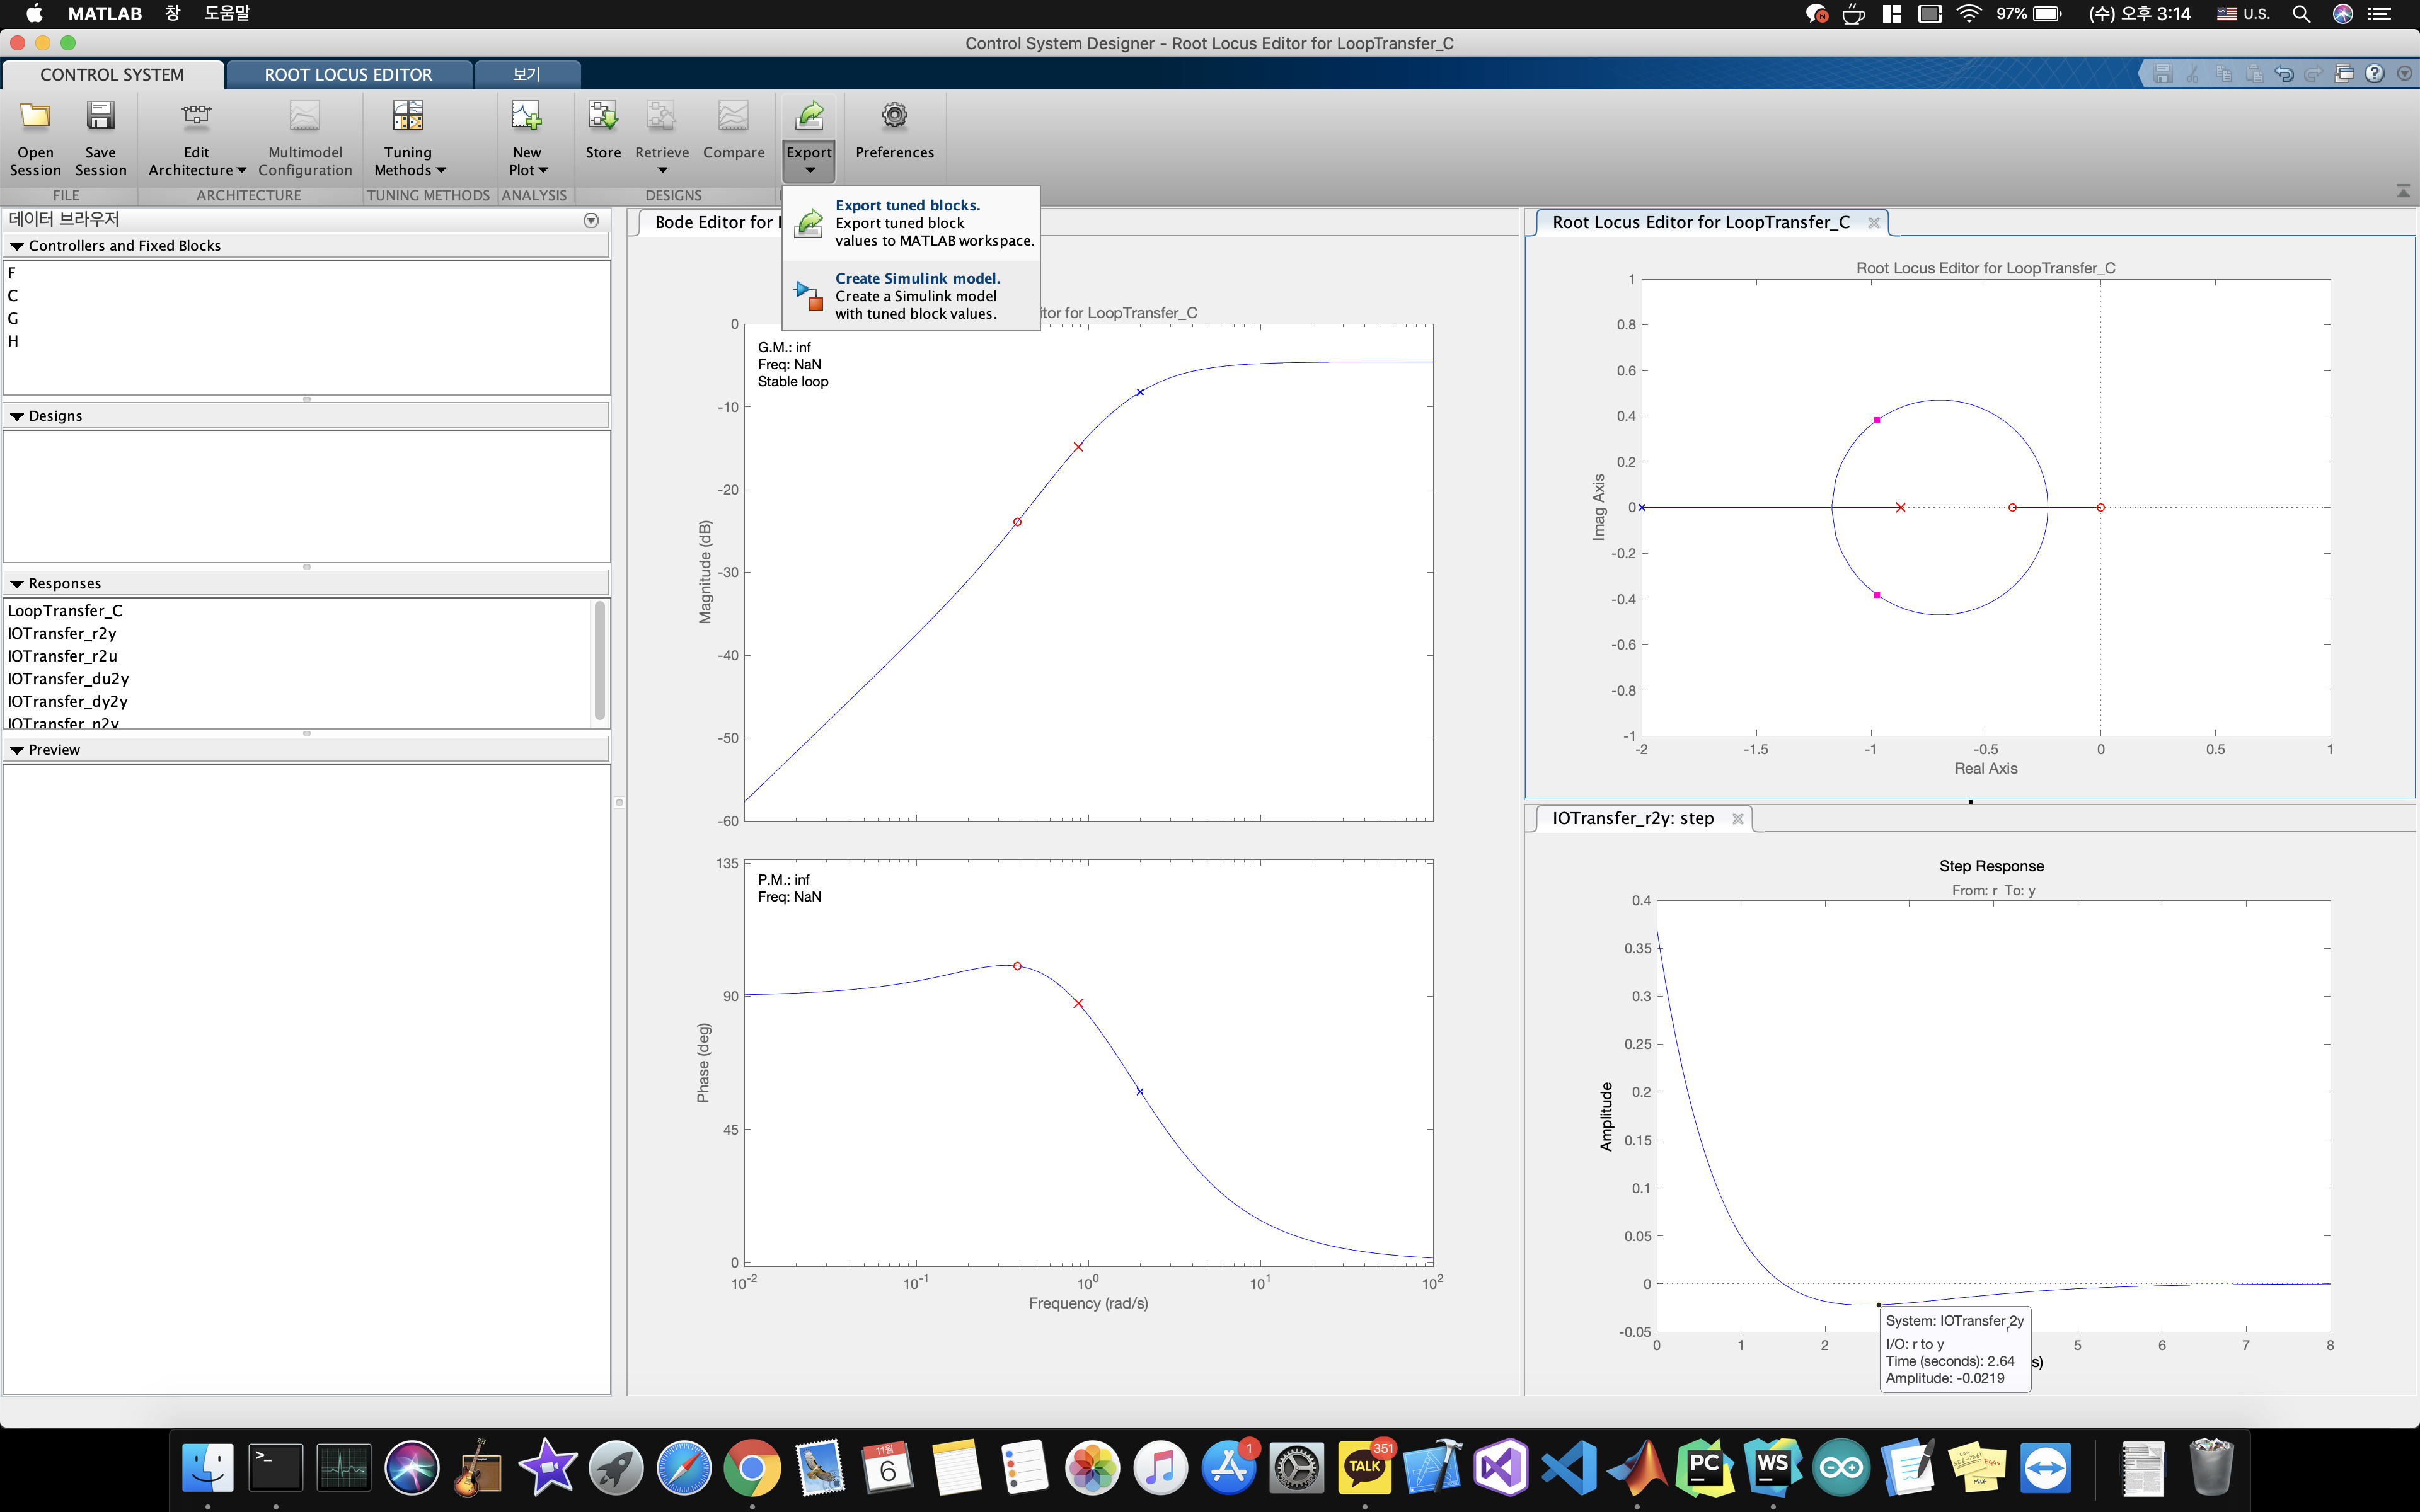 MATLAB 창 도움말 97% (수) 오후 3:14 U.S.
Control System Designer - Root Locus Editor for LoopTransfer_C
CONTROL SYSTEM ROOT LOCUS EDITOR 보기
Open Session
Save Session
Edit Architecture
Multimodel Configuration
Tuning Methods
New Plot
Store
Retrieve
Compare
Export
Preferences
FILE ARCHITECTURE TUNING METHODS ANALYSIS DESIGNS
Export tuned blocks.
Export tuned block
values to MATLAB workspace.
Create Simulink model.
Create a Simulink model
with tuned block values.
데이터 브라우저
Controllers and Fixed Blocks
F
C
G
H
Designs
Responses
LoopTransfer_C
IOTransfer_r2y
IOTransfer_r2u
IOTransfer_du2y
IOTransfer_dy2y
IOTransfer_n2y
Preview
Bode Editor for L
itor for LoopTransfer_C
G.M.: inf
Freq: NaN
Stable loop
Magnitude (dB)
0
-10
-20
-30
-40
-50
-60
P.M.: inf
Freq: NaN
Phase (deg)
135
90
45
0
10-2 10-1 100 101 102
Frequency (rad/s)
Root Locus Editor for LoopTransfer_C
Root Locus Editor for LoopTransfer_C
Imag Axis
1
0.8
0.6
0.4
0.2
0
-0.2
-0.4
-0.6
-0.8
-1
-2 -1.5 -1 -0.5 0 0.5 1
Real Axis
IOTransfer_r2y: step
Step Response
From: r To: y
Amplitude
0.4
0.35
0.3
0.25
0.2
0.15
0.1
0.05
0
-0.05
0 1 2 5 6 7 8
s)
System: IOTransfer_r2y
I/O: r to y
Time (seconds): 2.64
Amplitude: -0.0219
11월
6
1
TALK
351
PC
WS